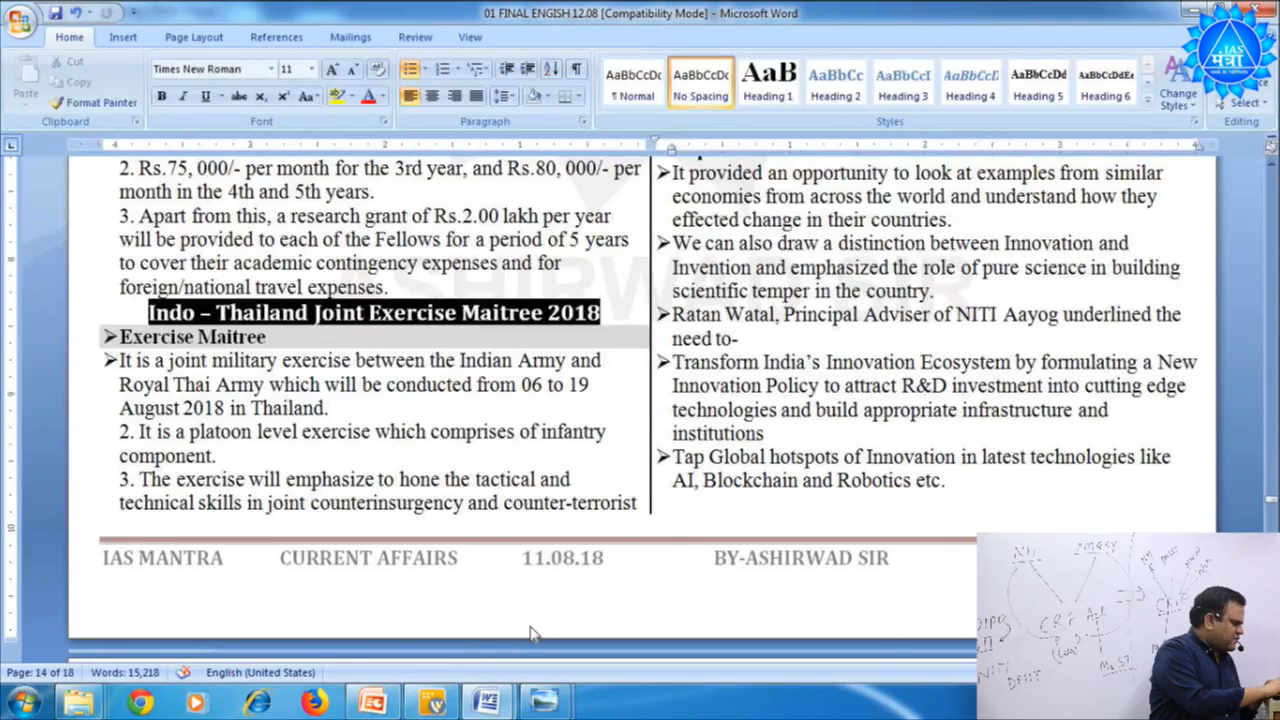 01 FINAL ENGISH 12.08 [Compatibility Mode] - Microsoft Word
IAS
मंत्रा
Home Insert Page Layout References Mailings Review View
Cut
Copy
Format Painter
Paste
Times New Roman 11
AaBbCcDc AaBbCcDc AaB AaBbCc AaBbCcI AaBbCcD AaBbCcDd AaBbCcDdEe
¶ Normal No Spacing Heading 1 Heading 2 Heading 3 Heading 4 Heading 5 Heading 6
Change Styles
Select
Clipboard Font Paragraph Styles Editing
2. Rs.75, 000/- per month for the 3rd year, and Rs.80, 000/- per
month in the 4th and 5th years.
3. Apart from this, a research grant of Rs.2.00 lakh per year
will be provided to each of the Fellows for a period of 5 years
to cover their academic contingency expenses and for
foreign/national travel expenses.
Indo – Thailand Joint Exercise Maitree 2018
➢Exercise Maitree
➢It is a joint military exercise between the Indian Army and
Royal Thai Army which will be conducted from 06 to 19
August 2018 in Thailand.
2. It is a platoon level exercise which comprises of infantry
component.
3. The exercise will emphasize to hone the tactical and
technical skills in joint counterinsurgency and counter-terrorist
➢It provided an opportunity to look at examples from similar
economies from across the world and understand how they
effected change in their countries.
➢We can also draw a distinction between Innovation and
Invention and emphasized the role of pure science in building
scientific temper in the country.
➢Ratan Watal, Principal Adviser of NITI Aayog underlined the
need to-
➢Transform India's Innovation Ecosystem by formulating a New
Innovation Policy to attract R&D investment into cutting edge
technologies and build appropriate infrastructure and
institutions
➢Tap Global hotspots of Innovation in latest technologies like
AI, Blockchain and Robotics etc.
IAS MANTRA CURRENT AFFAIRS 11.08.18 BY-ASHIRWAD SIR
Page: 14 of 18 Words: 15,218 English (United States)